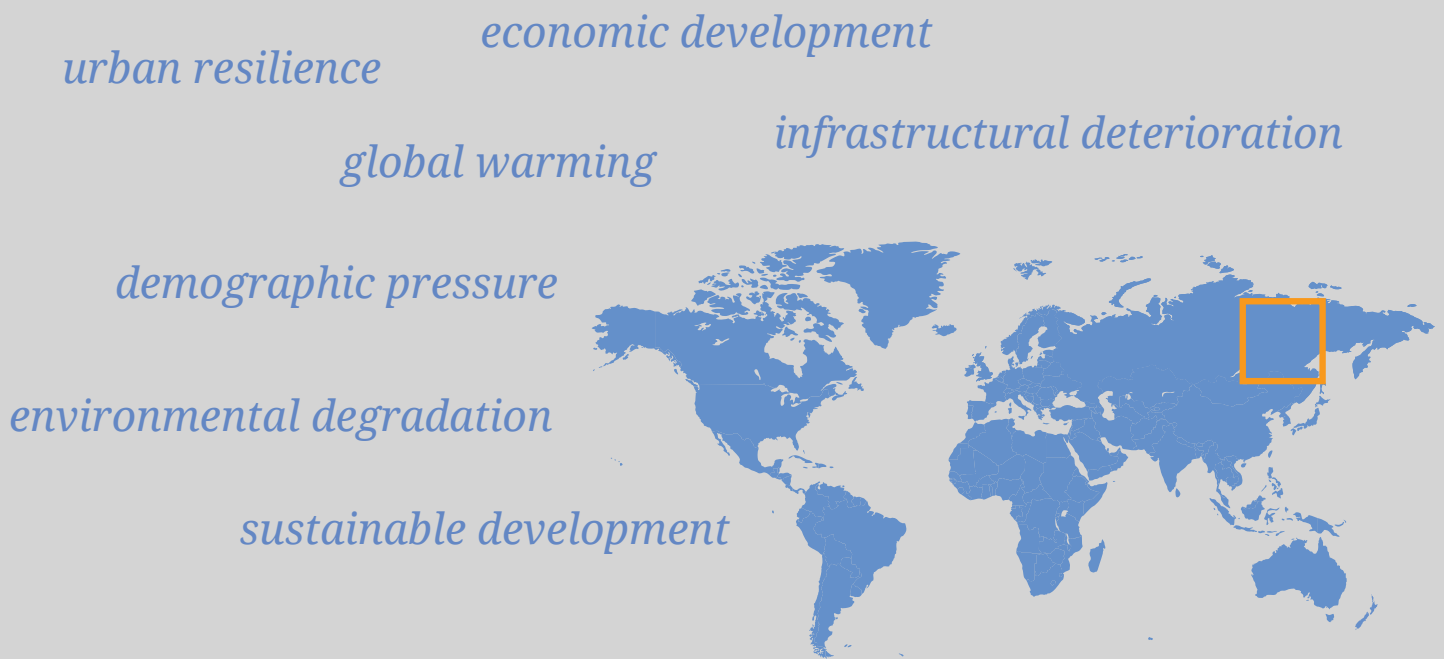 economic development
urban resilience
infrastructural deterioration
global warming
demographic pressure
environmental degradation
sustainable development